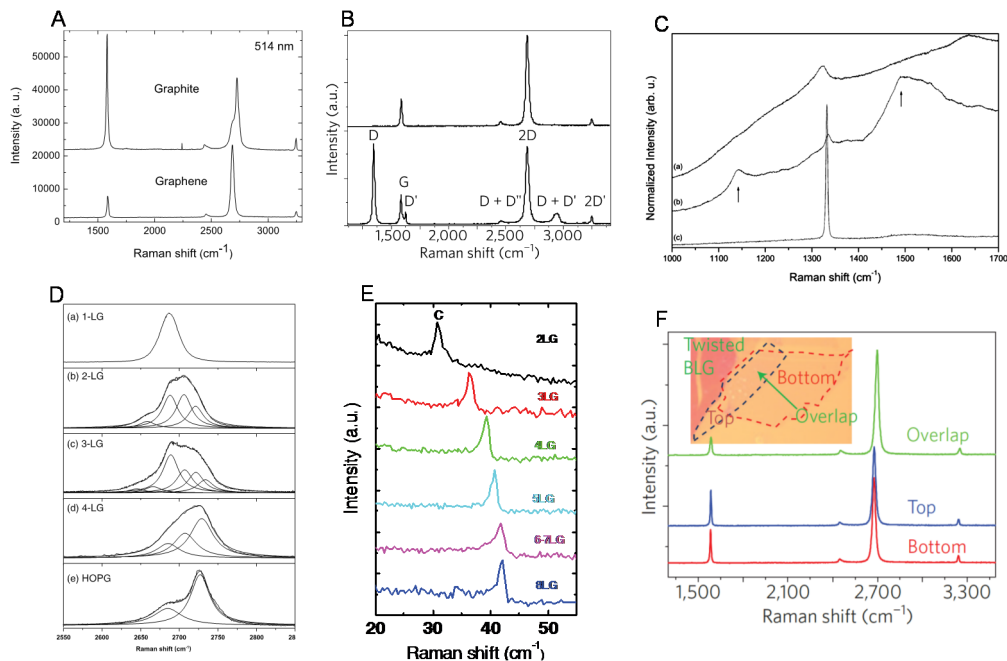 A
514 nm
Graphite
Graphene
Intensity (a. u.)
50000
40000
30000
20000
10000
0
1500
2000
2500
3000
Raman shift (cm⁻¹)
B
D
G
D'
2D
D + D''
D + D'
2D'
Intensity (a.u.)
1,500
2,000
2,500
3,000
Raman shift (cm⁻¹)
C
Normalized Intensity (arb. u.)
(a)
(b)
(c)
1000
1100
1200
1300
1400
1500
1600
1700
Raman shift (cm⁻¹)
D
(a) 1-LG
(b) 2-LG
(c) 3-LG
(d) 4-LG
(e) HOPG
2550
2600
2650
2700
2750
2800
Raman shift (cm⁻¹)
E
C
2LG
3LG
4LG
5LG
6-7LG
8LG
Intensity (a.u.)
20
30
40
50
Raman shift (cm⁻¹)
F
Twisted
BLG
Bottom
Top
Overlap
Overlap
Top
Bottom
Intensity (a.u.)
1,500
2,100
2,700
3,300
Raman shift (cm⁻¹)